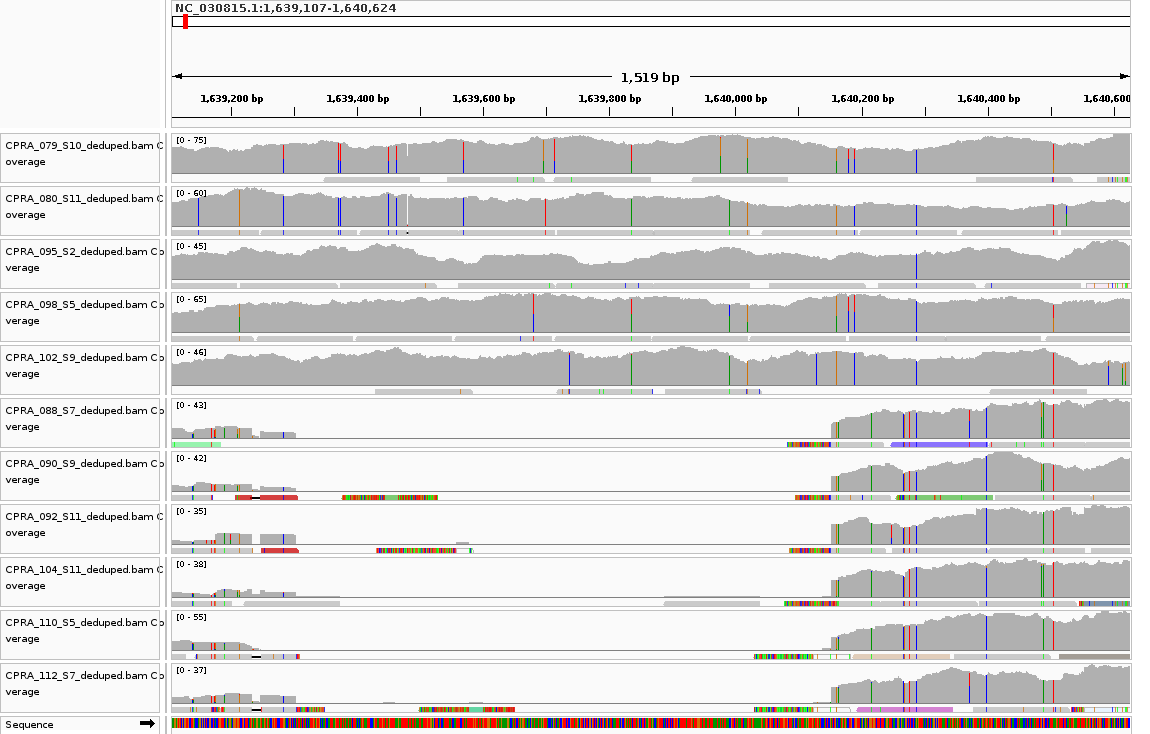 NC_030815.1:1,639,107-1,640,624
1,519 bp
1,639,200 bp 1,639,400 bp 1,639,600 bp 1,639,800 bp 1,640,000 bp 1,640,200 bp 1,640,400 bp 1,640,600
CPRA_079_S10_deduped.bam C
overage
[0 - 75]
CPRA_080_S11_deduped.bam C
overage
[0 - 60]
CPRA_095_S2_deduped.bam Co
verage
[0 - 45]
CPRA_098_S5_deduped.bam Co
verage
[0 - 65]
CPRA_102_S9_deduped.bam Co
verage
[0 - 46]
CPRA_088_S7_deduped.bam Co
verage
[0 - 43]
CPRA_090_S9_deduped.bam Co
verage
[0 - 42]
CPRA_092_S11_deduped.bam C
overage
[0 - 35]
CPRA_104_S11_deduped.bam C
overage
[0 - 38]
CPRA_110_S5_deduped.bam Co
verage
[0 - 55]
CPRA_112_S7_deduped.bam Co
verage
[0 - 37]
Sequence